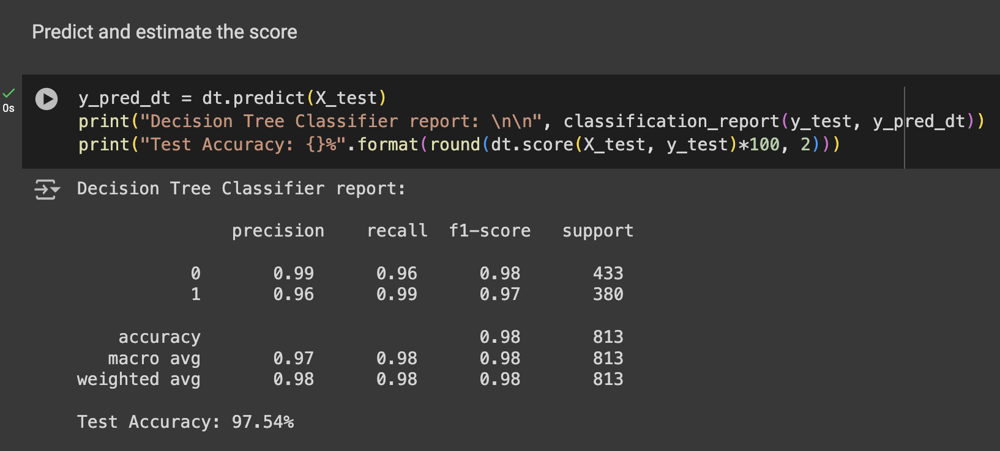 Predict and estimate the score
0s
y_pred_dt = dt.predict(X_test)
print("Decision Tree Classifier report: \n\n", classification_report(y_test, y_pred_dt))
print("Test Accuracy: {}%".format(round(dt.score(X_test, y_test)*100, 2)))
Decision Tree Classifier report:
precision recall f1-score support
0 0.99 0.96 0.98 433
1 0.96 0.99 0.97 380
accuracy 0.98 813
macro avg 0.97 0.98 0.98 813
weighted avg 0.98 0.98 0.98 813
Test Accuracy: 97.54%